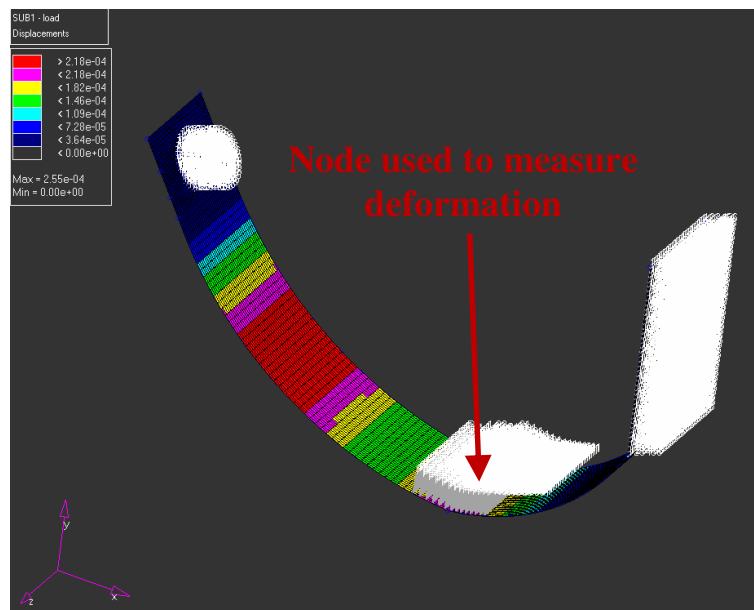 SUB1 - load
Displacements
> 2.18e-04
< 2.18e-04
< 1.82e-04
< 1.46e-04
< 1.09e-04
< 7.28e-05
< 3.64e-05
< 0.00e+00
Max = 2.55e-04
Min = 0.00e+00
Node used to measure
deformation
y
z
x